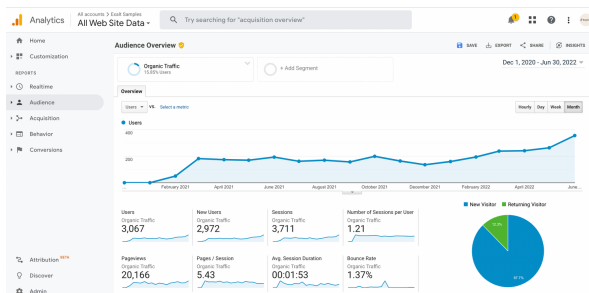 Analytics
All accounts > Esolt Samples
All Web Site Data
Try searching for "acquisition overview"
Home
Customization
REPORTS
Realtime
Audience
Acquisition
Behavior
Conversions
Attribution BETA
Discover
Admin
Audience Overview
SAVE
EXPORT
SHARE
INSIGHTS
Organic Traffic
15.85% Users
+ Add Segment
Dec 1, 2020 - Jun 30, 2022
Overview
Users
VS.
Select a metric
Hourly
Day
Week
Month
Users
400
200
February 2021
April 2021
June 2021
August 2021
October 2021
December 2021
February 2022
April 2022
June...
New Visitor
Returning Visitor
Users
Organic Traffic
3,067
New Users
Organic Traffic
2,972
Sessions
Organic Traffic
3,711
Number of Sessions per User
Organic Traffic
1.21
Pageviews
Organic Traffic
20,166
Pages / Session
Organic Traffic
5.43
Avg. Session Duration
Organic Traffic
00:01:53
Bounce Rate
Organic Traffic
1.37%